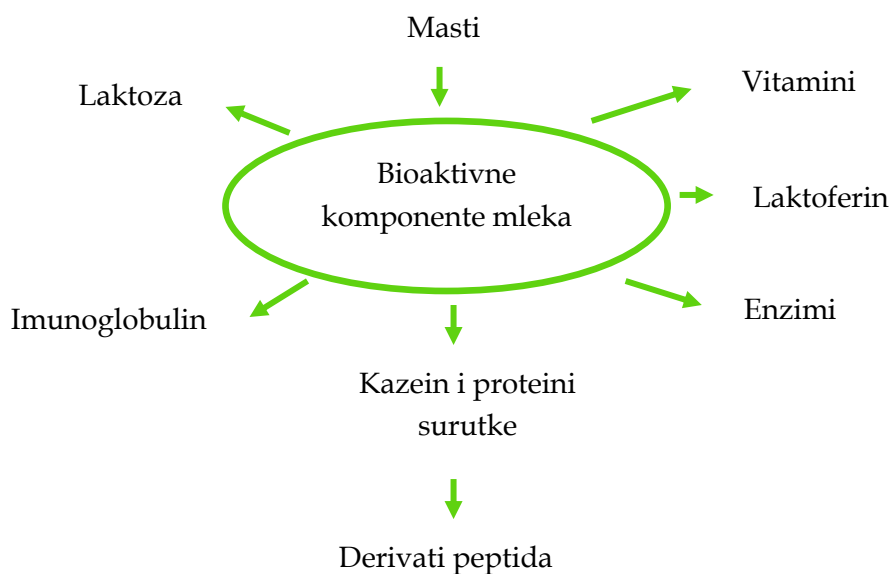 Masti
Laktoza
Vitamini
Bioaktivne
komponente mleka
Laktoferin
Imunoglobulin
Enzimi
Kazein i proteini
surutke
Derivati peptida